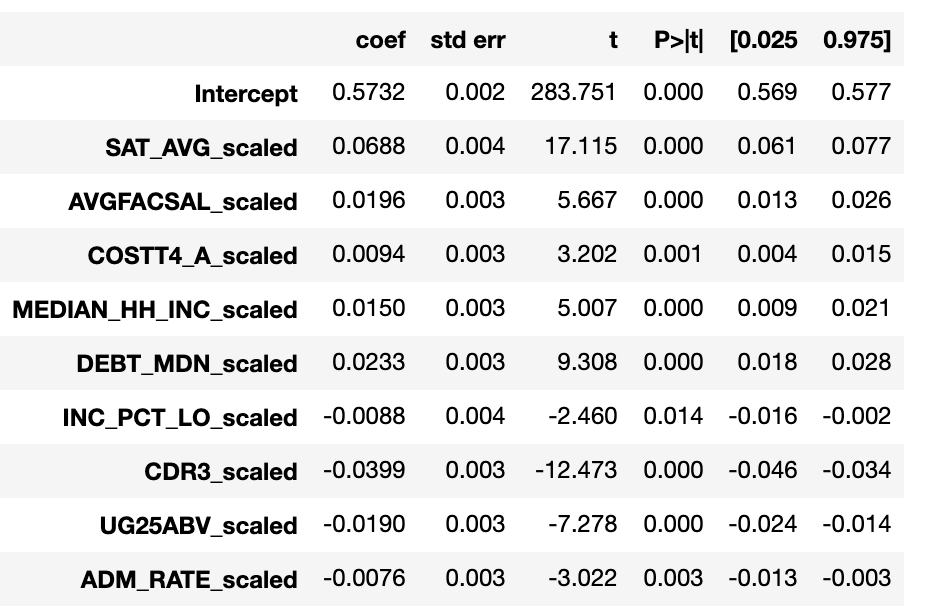 coef std err t P>|t| [0.025 0.975]
Intercept 0.5732 0.002 283.751 0.000 0.569 0.577
SAT_AVG_scaled 0.0688 0.004 17.115 0.000 0.061 0.077
AVGFACSAL_scaled 0.0196 0.003 5.667 0.000 0.013 0.026
COSTT4_A_scaled 0.0094 0.003 3.202 0.001 0.004 0.015
MEDIAN_HH_INC_scaled 0.0150 0.003 5.007 0.000 0.009 0.021
DEBT_MDN_scaled 0.0233 0.003 9.308 0.000 0.018 0.028
INC_PCT_LO_scaled -0.0088 0.004 -2.460 0.014 -0.016 -0.002
CDR3_scaled -0.0399 0.003 -12.473 0.000 -0.046 -0.034
UG25ABV_scaled -0.0190 0.003 -7.278 0.000 -0.024 -0.014
ADM_RATE_scaled -0.0076 0.003 -3.022 0.003 -0.013 -0.003